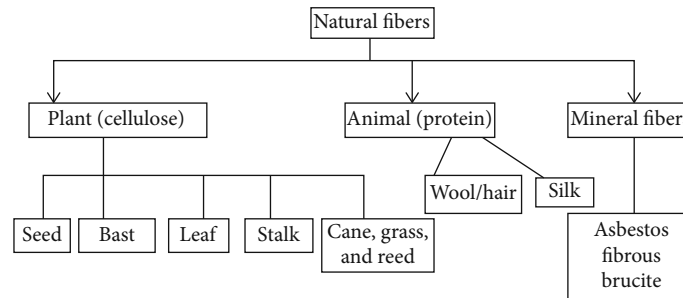 Natural fibers
Plant (cellulose)
Animal (protein)
Mineral fiber
Seed
Bast
Leaf
Stalk
Cane, grass,
and reed
Wool/hair
Silk
Asbestos
fibrous
brucite